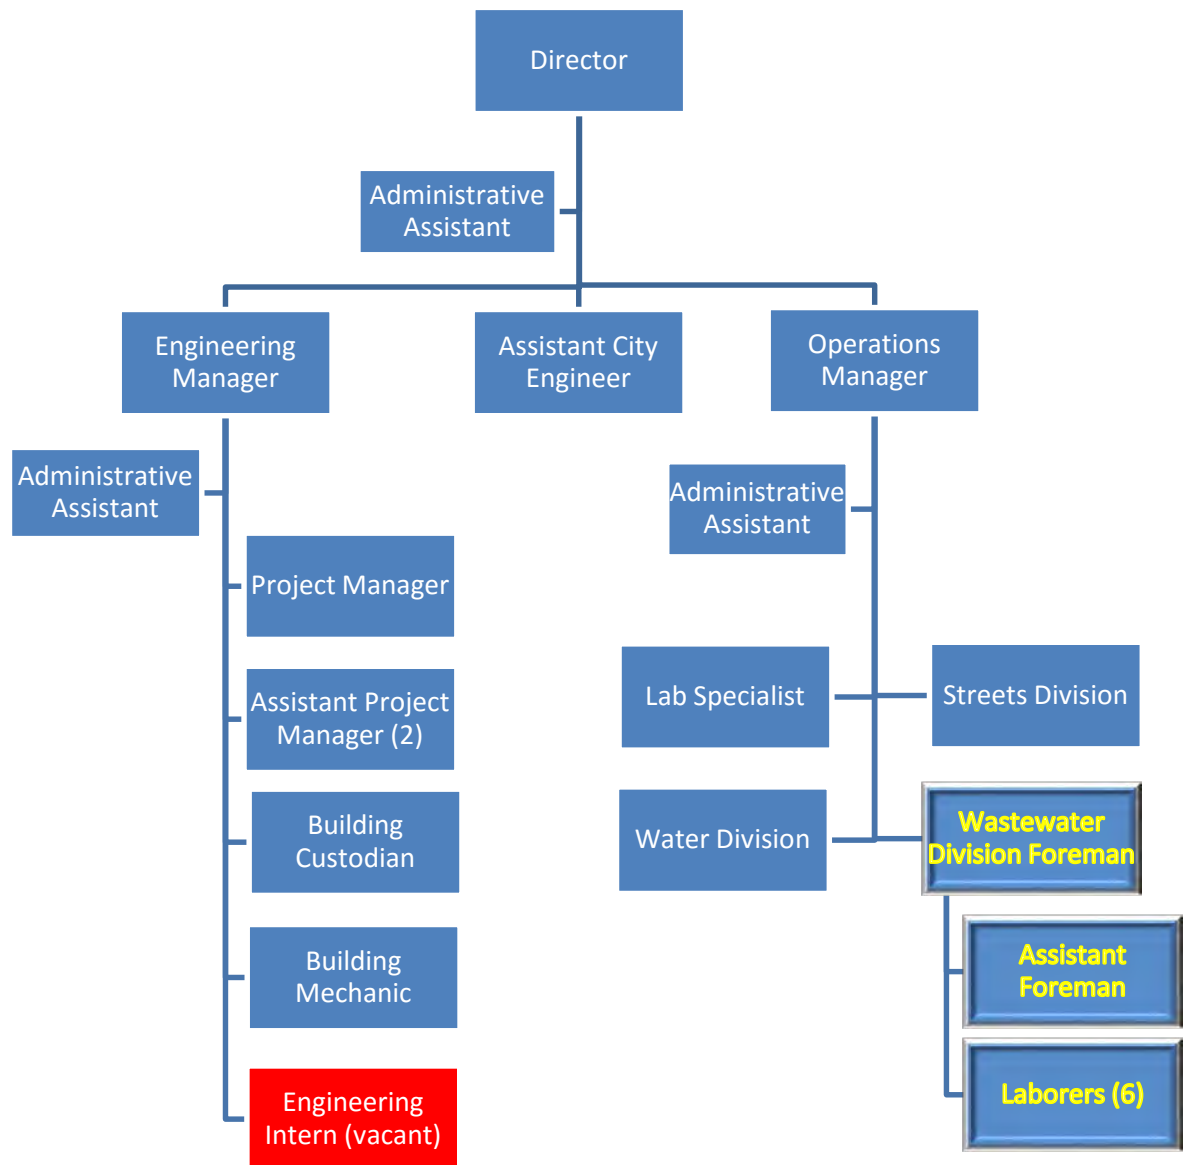 Director
Administrative
Assistant
Engineering
Manager
Assistant City
Engineer
Operations
Manager
Administrative
Assistant
Project Manager
Assistant Project
Manager (2)
Building
Custodian
Building
Mechanic
Engineering
Intern (vacant)
Administrative
Assistant
Lab Specialist
Streets Division
Water Division
Wastewater
Division Foreman
Assistant
Foreman
Laborers (6)